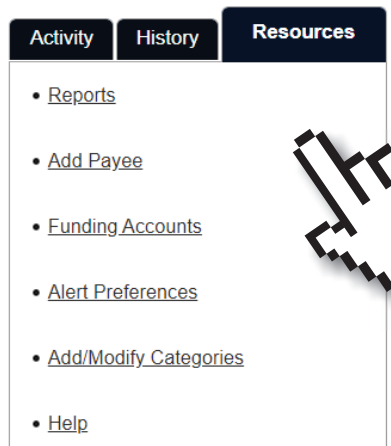 Activity History Resources
• Reports
• Add Payee
• Funding Accounts
• Alert Preferences
• Add/Modify Categories
• Help